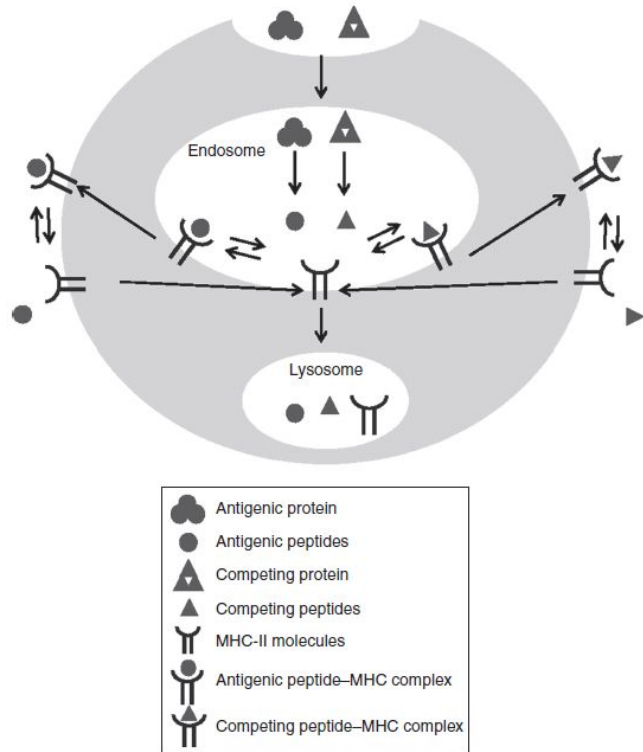 Endosome
Lysosome
Antigenic protein
Antigenic peptides
Competing protein
Competing peptides
MHC-II molecules
Antigenic peptide–MHC complex
Competing peptide–MHC complex